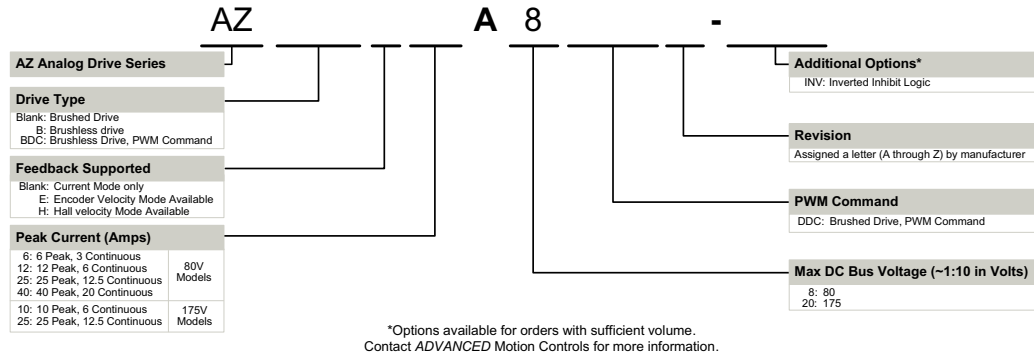 AZ A 8 -
AZ Analog Drive Series
Drive Type
Blank: Brushed Drive
B: Brushless drive
BDC: Brushless Drive, PWM Command
Feedback Supported
Blank: Current Mode only
E: Encoder Velocity Mode Available
H: Hall velocity Mode Available
Peak Current (Amps)
6: 6 Peak, 3 Continuous
12: 12 Peak, 6 Continuous
25: 25 Peak, 12.5 Continuous
40: 40 Peak, 20 Continuous
80V
Models
10: 10 Peak, 6 Continuous
25: 25 Peak, 12.5 Continuous
175V
Models
Additional Options*
INV: Inverted Inhibit Logic
Revision
Assigned a letter (A through Z) by manufacturer
PWM Command
DDC: Brushed Drive, PWM Command
Max DC Bus Voltage (~1:10 in Volts)
8: 80
20: 175
*Options available for orders with sufficient volume.
Contact ADVANCED Motion Controls for more information.